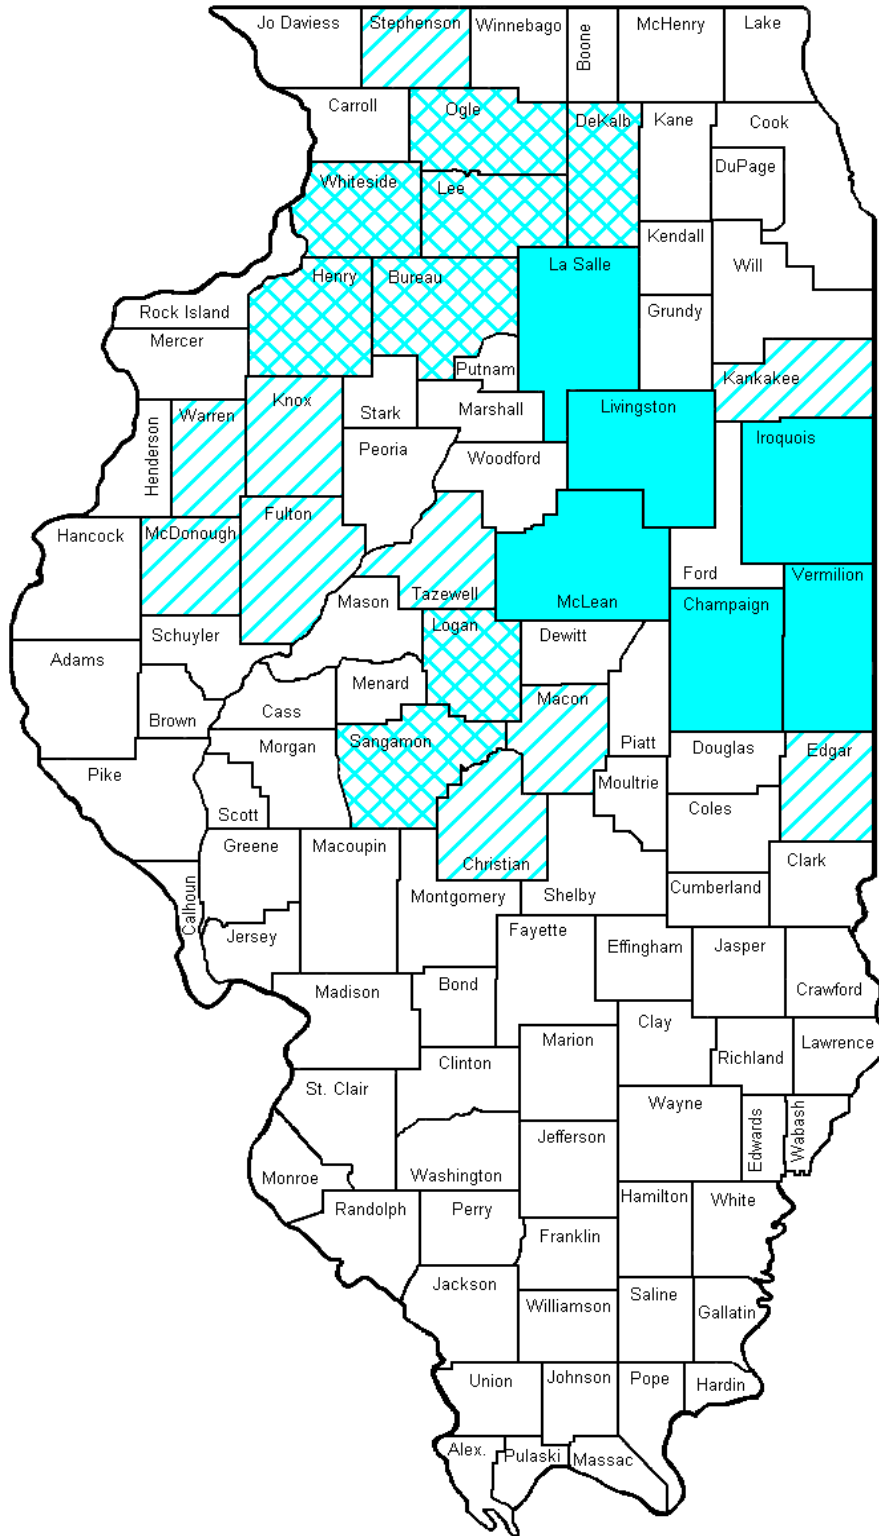 Jo Daviess
Stephenson
Winnebago
Boone
McHenry
Lake
Carroll
Ogle
DeKalb
Kane
Cook
DuPage
Whiteside
Lee
Kendall
Will
Henry
Bureau
La Salle
Rock Island
Grundy
Mercer
Putnam
Kankakee
Warren
Knox
Stark
Marshall
Livingston
Henderson
Peoria
Woodford
Iroquois
Hancock
McDonough
Fulton
Ford
Vermilion
Mason
Tazewell
McLean
Champaign
Schuyler
Logan
Dewitt
Adams
Menard
Macon
Brown
Cass
Sangamon
Piatt
Morgan
Douglas
Edgar
Pike
Moultrie
Scott
Coles
Greene
Macoupin
Christian
Clark
Calhoun
Montgomery
Shelby
Cumberland
Jersey
Fayette
Effingham
Jasper
Madison
Bond
Crawford
Clay
Marion
Richland
Lawrence
Clinton
St. Clair
Wayne
Edwards
Wabash
Jefferson
Monroe
Washington
Randolph
Perry
Hamilton
White
Franklin
Jackson
Williamson
Saline
Gallatin
Union
Johnson
Pope
Hardin
Alex.
Pulaski
Massac